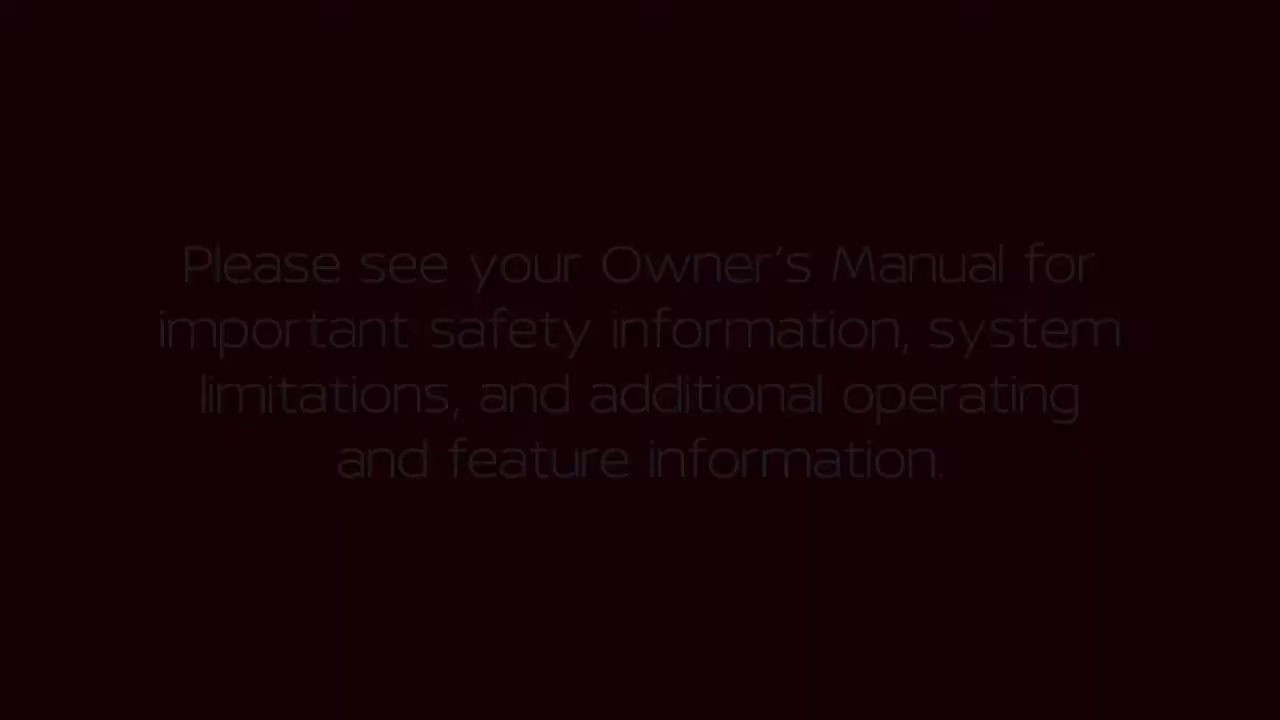 Please see your Owner’s Manual for
important safety information, system
limitations, and additional operating
and feature information.